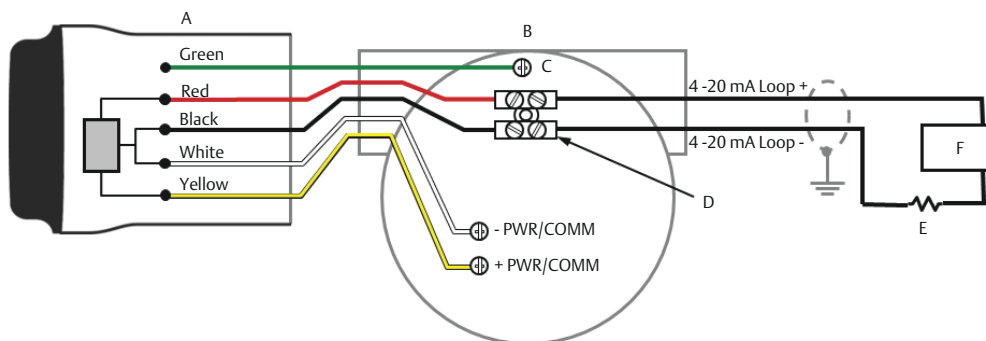 A
B
Green
C
Red
4 -20 mA Loop +
Black
4 -20 mA Loop -
F
White
Yellow
D
E
- PWR/COMM
+ PWR/COMM